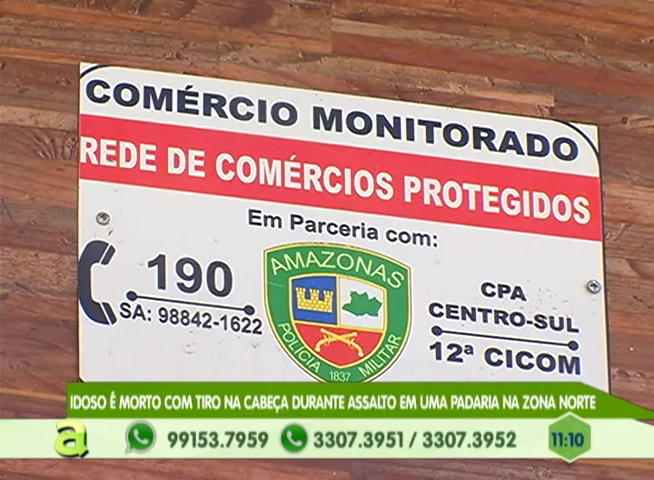 COMÉRCIO MONITORADO
REDE DE COMÉRCIOS PROTEGIDOS
Em Parceria com:
190
SA: 98842-1622
AMAZONAS
POLÍCIA MILITAR
1837
CPA
CENTRO-SUL
12ª CICOM
IDOSO É MORTO COM TIRO NA CABEÇA DURANTE ASSALTO EM UMA PADARIA NA ZONA NORTE
a 99153.7959 3307.3951 / 3307.3952 11:10